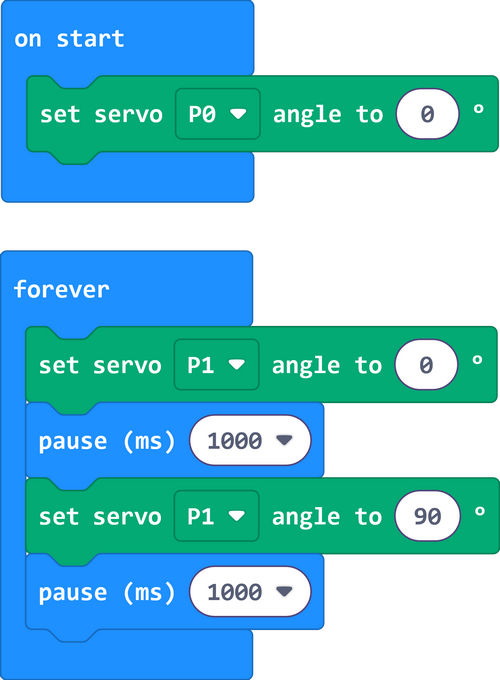 on start
set servo P0 angle to 0 °
forever
set servo P1 angle to 0 °
pause (ms) 1000
set servo P1 angle to 90 °
pause (ms) 1000